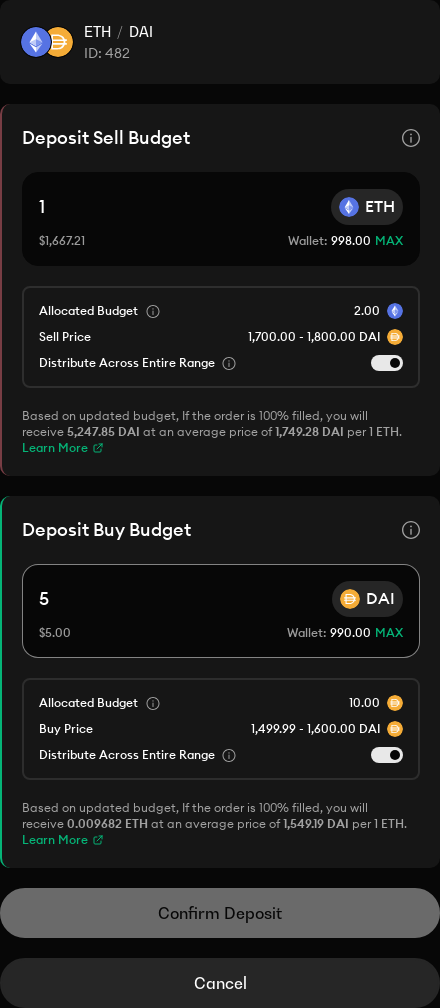 ETH / DAI
ID: 482
Deposit Sell Budget
1
ETH
$1,667.21
Wallet: 998.00 MAX
Allocated Budget
2.00
Sell Price
1,700.00 - 1,800.00 DAI
Distribute Across Entire Range
Based on updated budget, If the order is 100% filled, you will
receive 5,247.85 DAI at an average price of 1,749.28 DAI per 1 ETH.
Learn More
Deposit Buy Budget
5
DAI
$5.00
Wallet: 990.00 MAX
Allocated Budget
10.00
Buy Price
1,499.99 - 1,600.00 DAI
Distribute Across Entire Range
Based on updated budget, If the order is 100% filled, you will
receive 0.009682 ETH at an average price of 1,549.19 DAI per 1 ETH.
Learn More
Confirm Deposit
Cancel